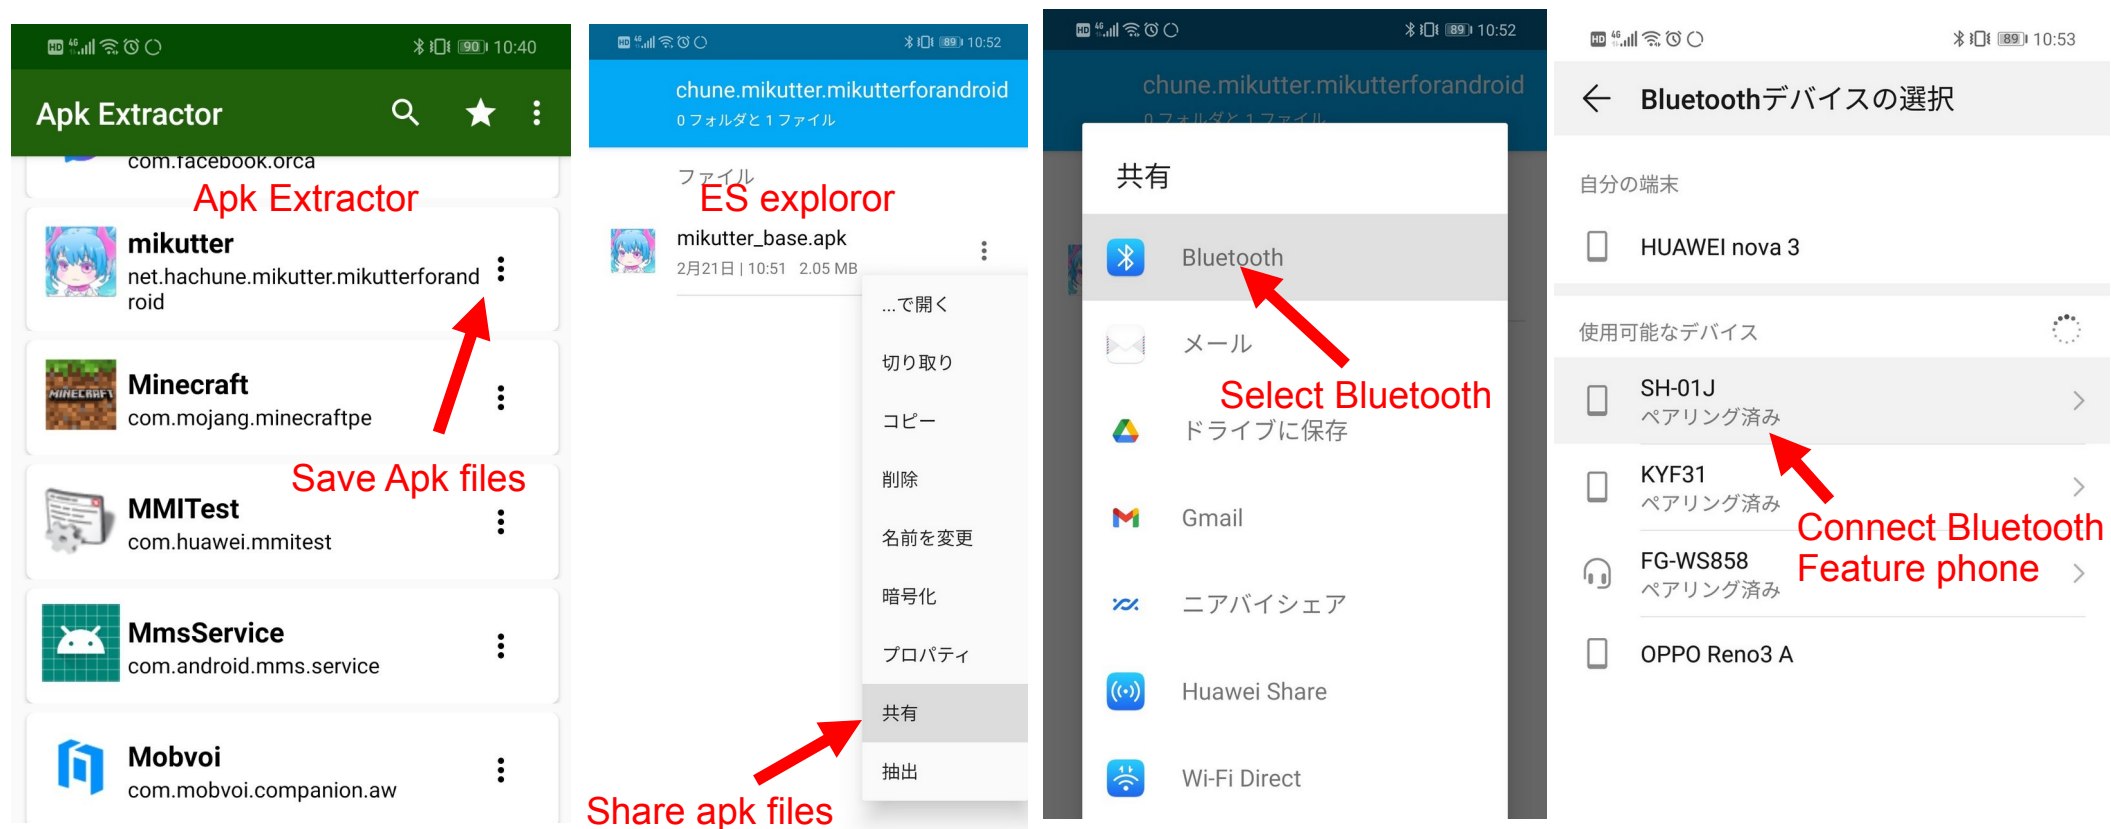 HD 4G 90 10:40
Apk Extractor
com.facebook.orca
Apk Extractor
mikutter
net.hachune.mikutter.mikutterforand
roid
Minecraft
com.mojang.minecraftpe
MINECRAFT
Save Apk files
MMITest
com.huawei.mmitest
MmsService
com.android.mms.service
Mobvoi
com.mobvoi.companion.aw
HD 4G 89 10:52
chune.mikutter.mikutterforandroid
0 フォルダと 1 ファイル
ファイル
ES exploror
mikutter_base.apk
2月21日 | 10:51 2.05 MB
...で開く
切り取り
コピー
削除
名前を変更
暗号化
プロパティ
共有
抽出
Share apk files
HD 4G 89 10:52
chune.mikutter.mikutterforandroid
0 フォルダと 1 ファイル
共有
Bluetooth
メール
Select Bluetooth
ドライブに保存
Gmail
ニアバイシェア
Huawei Share
Wi-Fi Direct
HD 4G 89 10:53
Bluetoothデバイスの選択
自分の端末
HUAWEI nova 3
使用可能なデバイス
SH-01J
ペアリング済み
KYF31
ペアリング済み
Connect Bluetooth
Feature phone
FG-WS858
ペアリング済み
OPPO Reno3 A